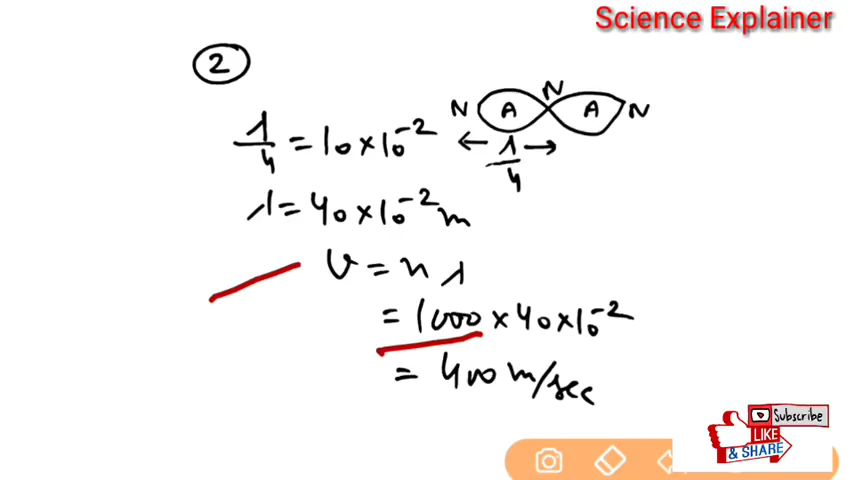 Science Explainer
2
N A N A N
λ/4 = 10×10⁻² ← λ/4 →
λ = 40×10⁻² m
v = n λ
= 1000 × 40×10⁻²
= 400 m/sec
Subscribe
LIKE
& SHARE